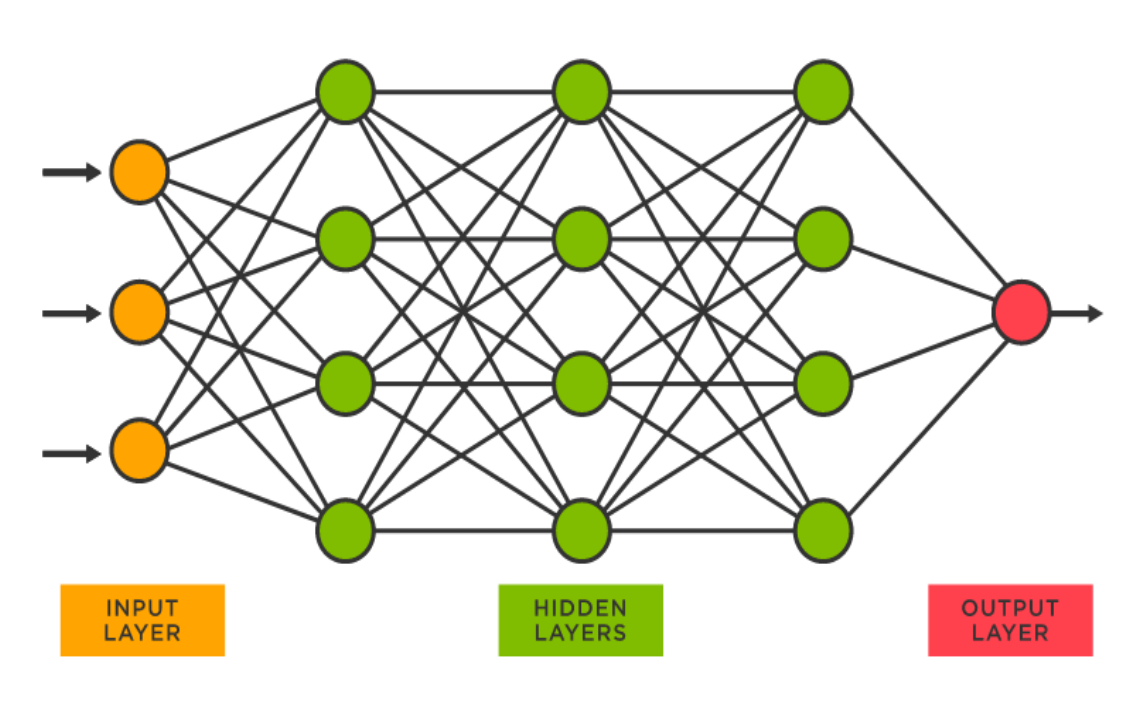 INPUT
LAYER
HIDDEN
LAYERS
OUTPUT
LAYER